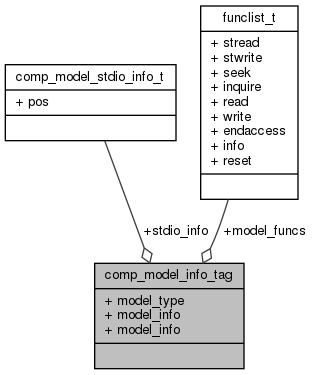 funclist_t
+ stread
+ stwrite
+ seek
+ inquire
+ read
+ write
+ endaccess
+ info
+ reset
comp_model_stdio_info_t
+ pos
+stdio_info
+model_funcs
comp_model_info_tag
+ model_type
+ model_info
+ model_info